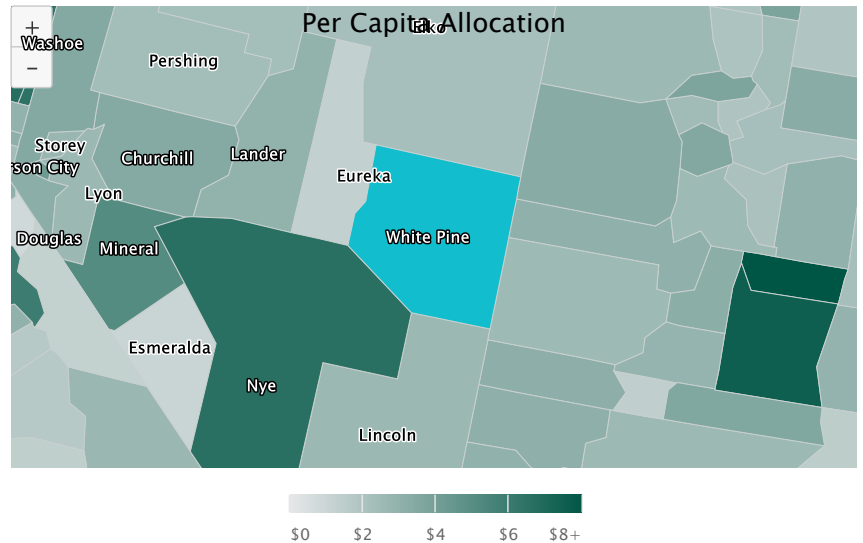 Per Capita Allocation
Elko
+
Washoe
−
Pershing
Storey
rson City
Churchill
Lander
Eureka
Lyon
Douglas
Mineral
White Pine
Esmeralda
Nye
Lincoln
$0 $2 $4 $6 $8+